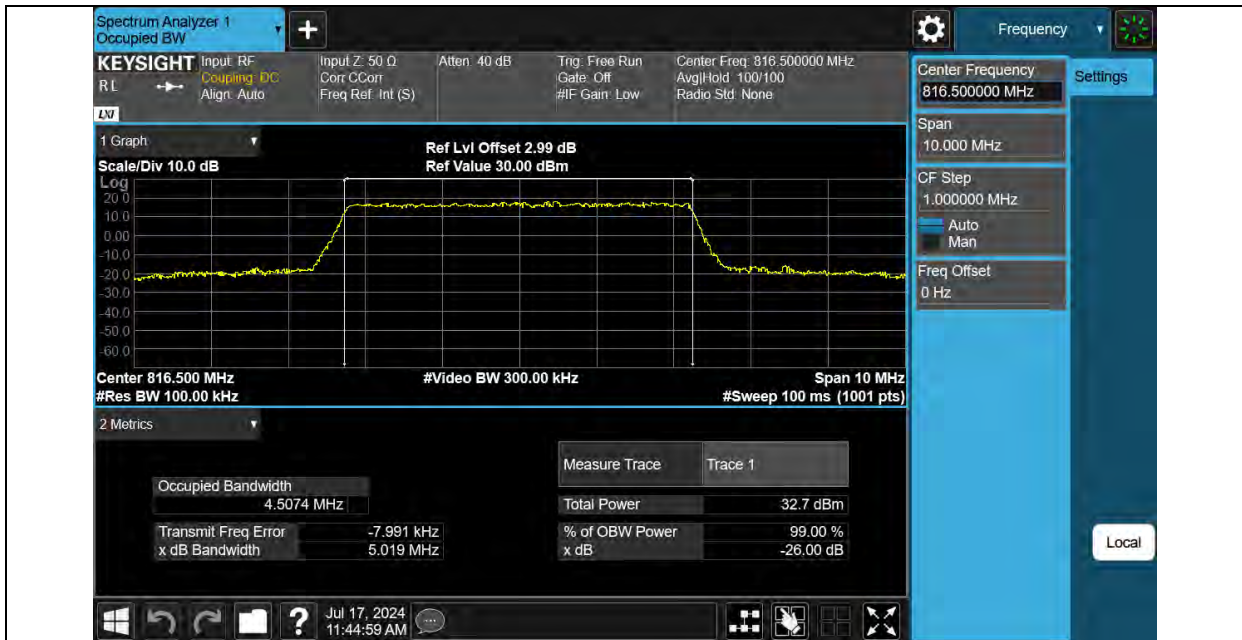 Spectrum Analyzer 1
Occupied BW
Frequency
KEYSIGHT
Input: RF
Coupling: DC
Align: Auto
Input Z: 50 Ω
Corr CCorr
Freq Ref: Int (S)
Atten: 40 dB
Trig: Free Run
Gate: Off
#IF Gain: Low
Center Freq: 816.500000 MHz
Avg|Hold: 100/100
Radio Std: None
R L
LXI
Center Frequency
816.500000 MHz
Settings
Span
10.000 MHz
CF Step
1.000000 MHz
Auto
Man
Freq Offset
0 Hz
1 Graph
Scale/Div 10.0 dB
Ref Lvl Offset 2.99 dB
Ref Value 30.00 dBm
Log
20.0
10.0
0.00
-10.0
-20.0
-30.0
-40.0
-50.0
-60.0
Center 816.500 MHz
#Video BW 300.00 kHz
Span 10 MHz
#Res BW 100.00 kHz
#Sweep 100 ms (1001 pts)
2 Metrics
Measure Trace
Trace 1
Occupied Bandwidth
4.5074 MHz
Total Power
32.7 dBm
Transmit Freq Error
-7.991 kHz
% of OBW Power
99.00 %
x dB Bandwidth
5.019 MHz
x dB
-26.00 dB
Local
?
Jul 17, 2024
11:44:59 AM